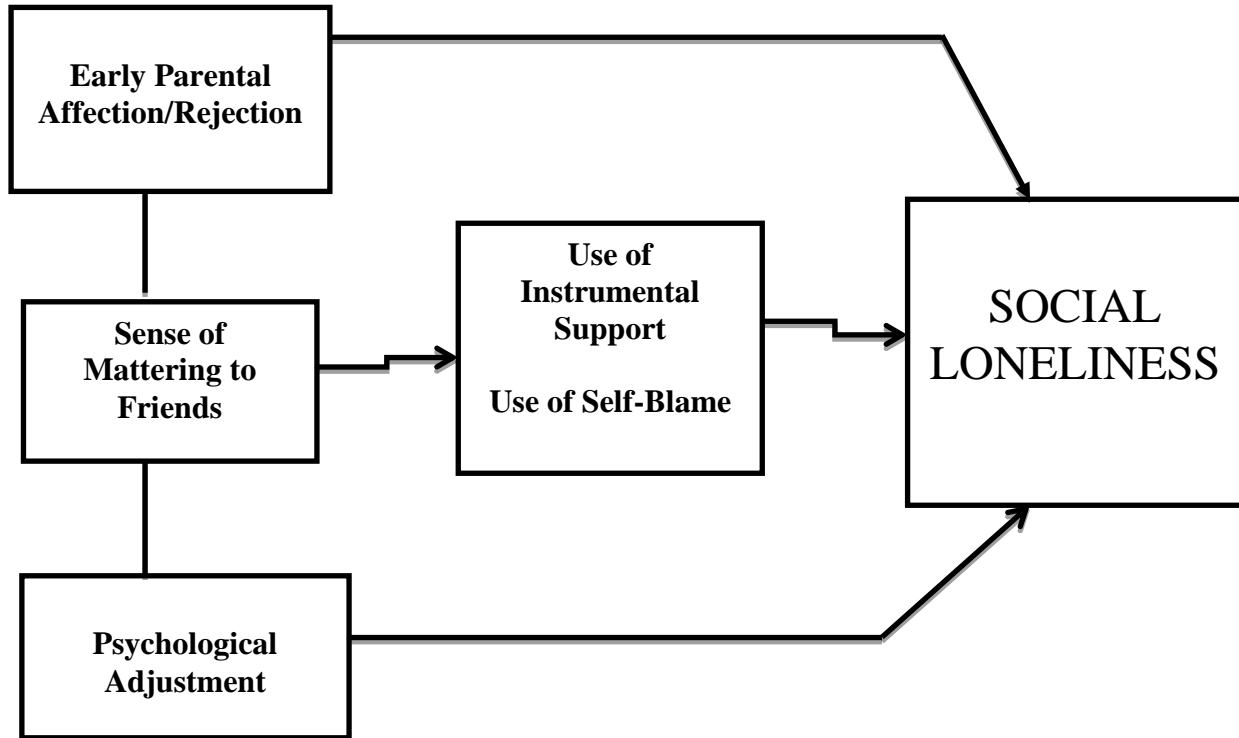 Early Parental
Affection/Rejection
Sense of
Mattering to
Friends
Psychological
Adjustment
Use of
Instrumental
Support
Use of Self-Blame
SOCIAL
LONELINESS